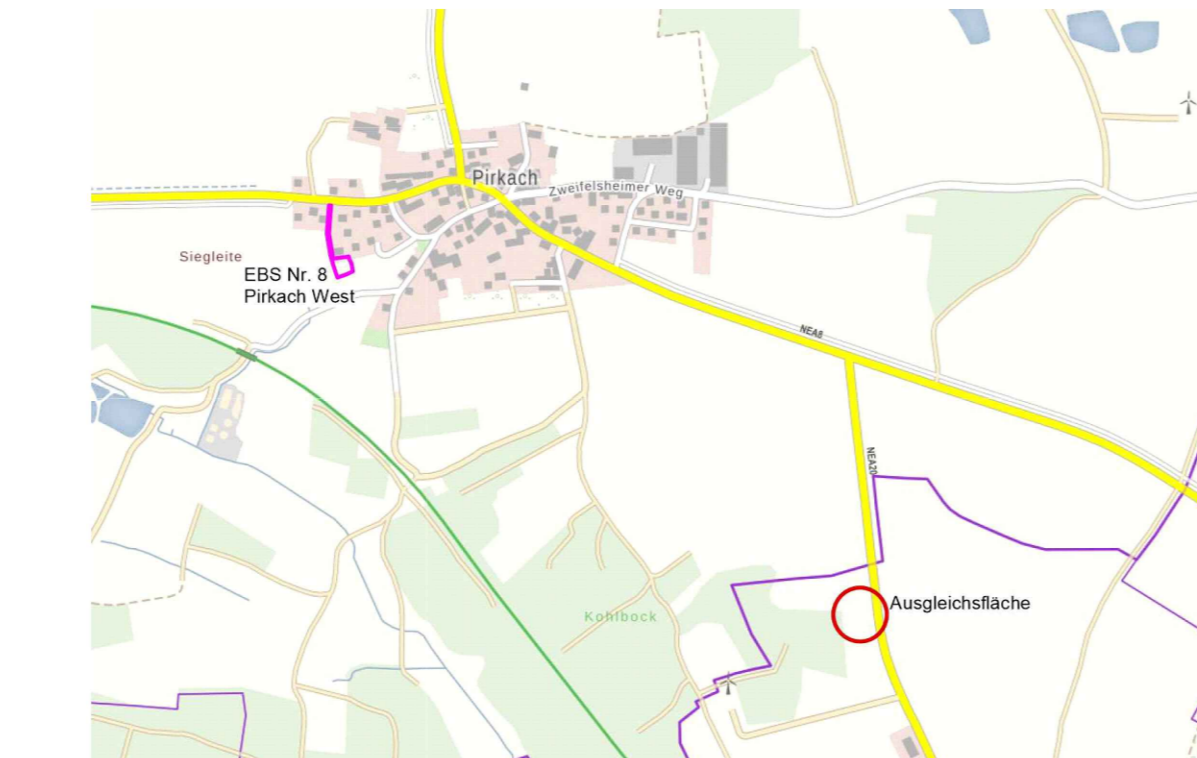 Pirkach
Zweifelsheimer Weg
Siegleite
EBS Nr. 8
Pirkach West
NEA8
NEA20
Ausgleichsfläche
Kohlbock